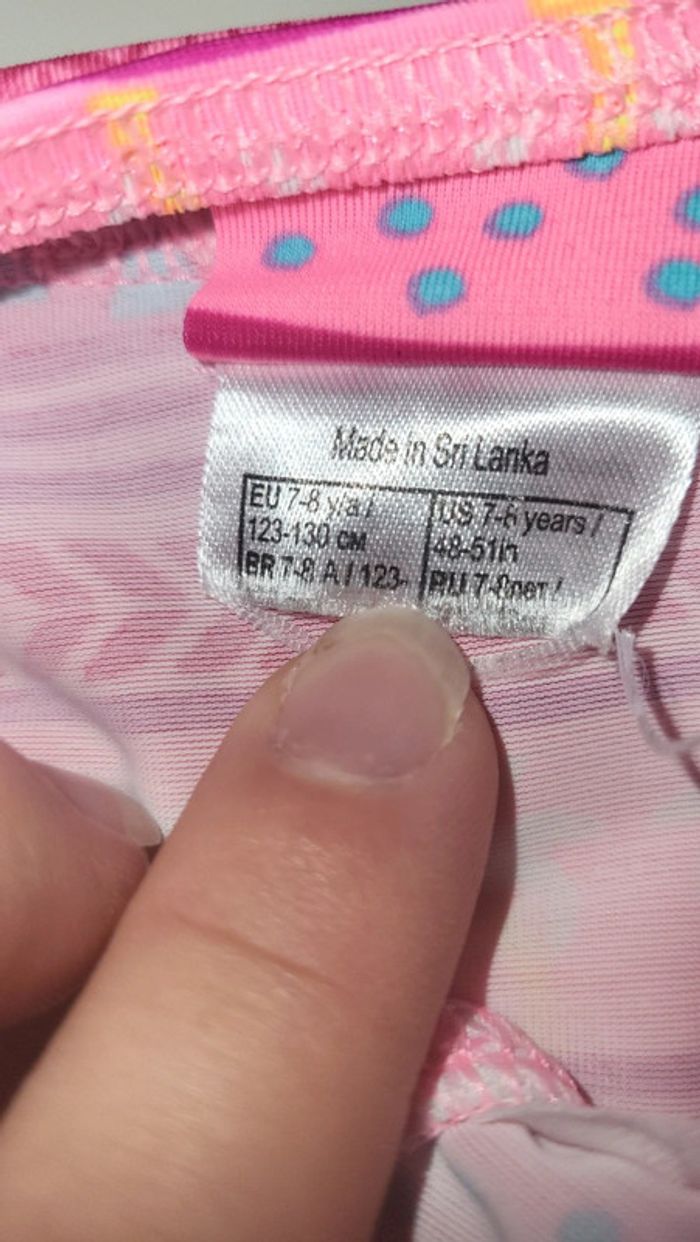 Made in Sri Lanka
EU 7-8 y/a /
123-130 см
BR 7-8 A / 123-
US 7-8 years /
48-51in
RU 7-8лет /